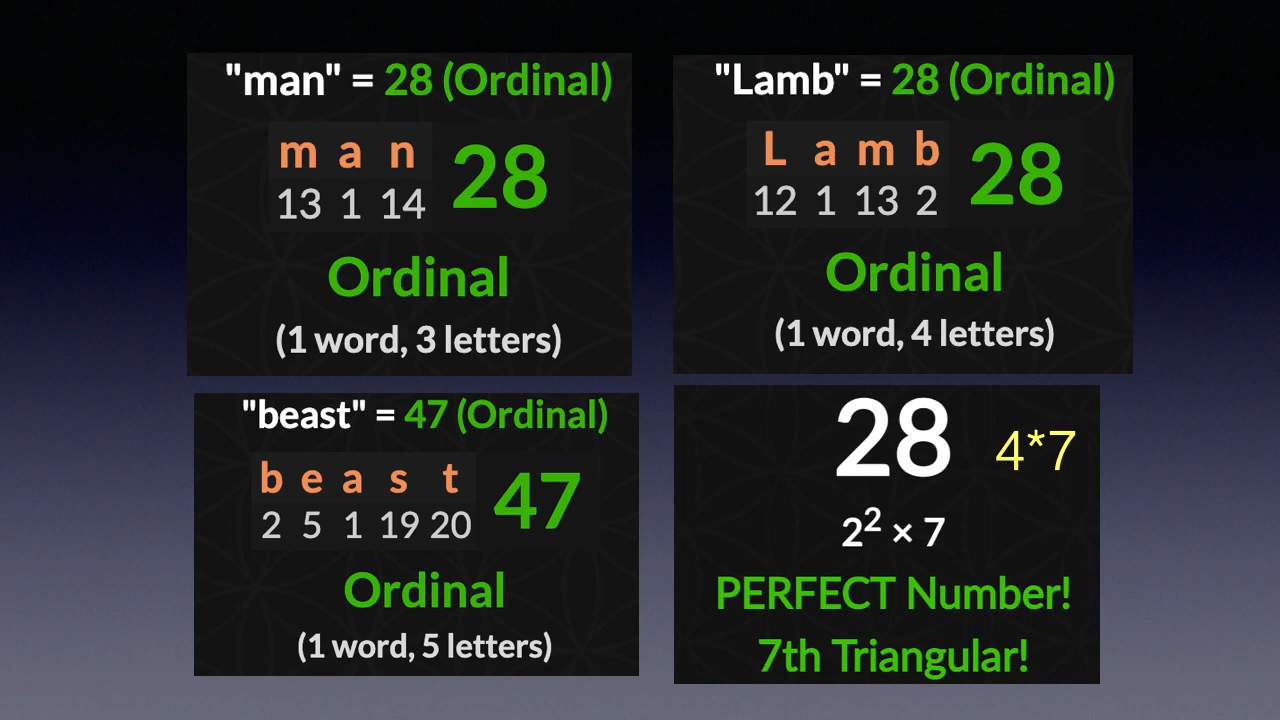 "man" = 28 (Ordinal)
m a n
13 1 14
28
Ordinal
(1 word, 3 letters)
"Lamb" = 28 (Ordinal)
L a m b
12 1 13 2
28
Ordinal
(1 word, 4 letters)
"beast" = 47 (Ordinal)
b e a s t
2 5 1 19 20
47
Ordinal
(1 word, 5 letters)
28 4*7
2² × 7
PERFECT Number!
7th Triangular!